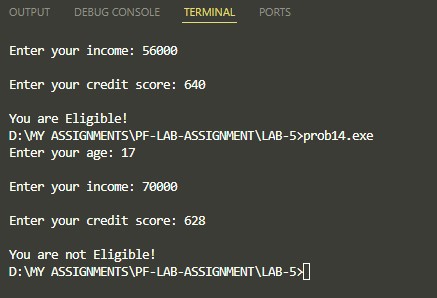 OUTPUT DEBUG CONSOLE TERMINAL PORTS
Enter your income: 56000
Enter your credit score: 640
You are Eligible!
D:\MY ASSIGNMENTS\PF-LAB-ASSIGNMENT\LAB-5>prob14.exe
Enter your age: 17
Enter your income: 70000
Enter your credit score: 628
You are not Eligible!
D:\MY ASSIGNMENTS\PF-LAB-ASSIGNMENT\LAB-5>